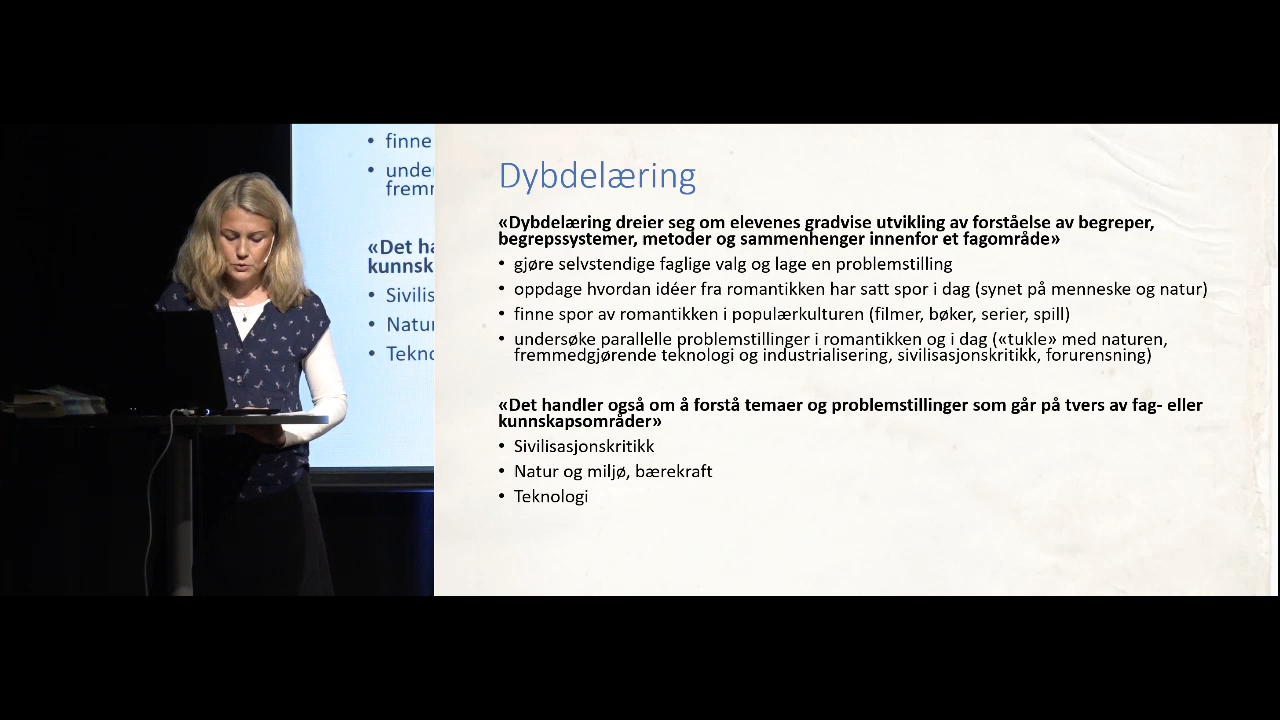 finne
unde
frem
«Det ha
kunnsk
Sivilis
Natu
Tekno
Dybdelæring
«Dybdelæring dreier seg om elevenes gradvise utvikling av forståelse av begreper,
begrepssystemer, metoder og sammenhenger innenfor et fagområde»
• gjøre selvstendige faglige valg og lage en problemstilling
• oppdage hvordan idéer fra romantikken har satt spor i dag (synet på menneske og natur)
• finne spor av romantikken i populærkulturen (filmer, bøker, serier, spill)
• undersøke parallelle problemstillinger i romantikken og i dag («tukle» med naturen,
fremmedgjørende teknologi og industrialisering, sivilisasjonskritikk, forurensning)
«Det handler også om å forstå temaer og problemstillinger som går på tvers av fag- eller
kunnskapsområder»
• Sivilisasjonskritikk
• Natur og miljø, bærekraft
• Teknologi